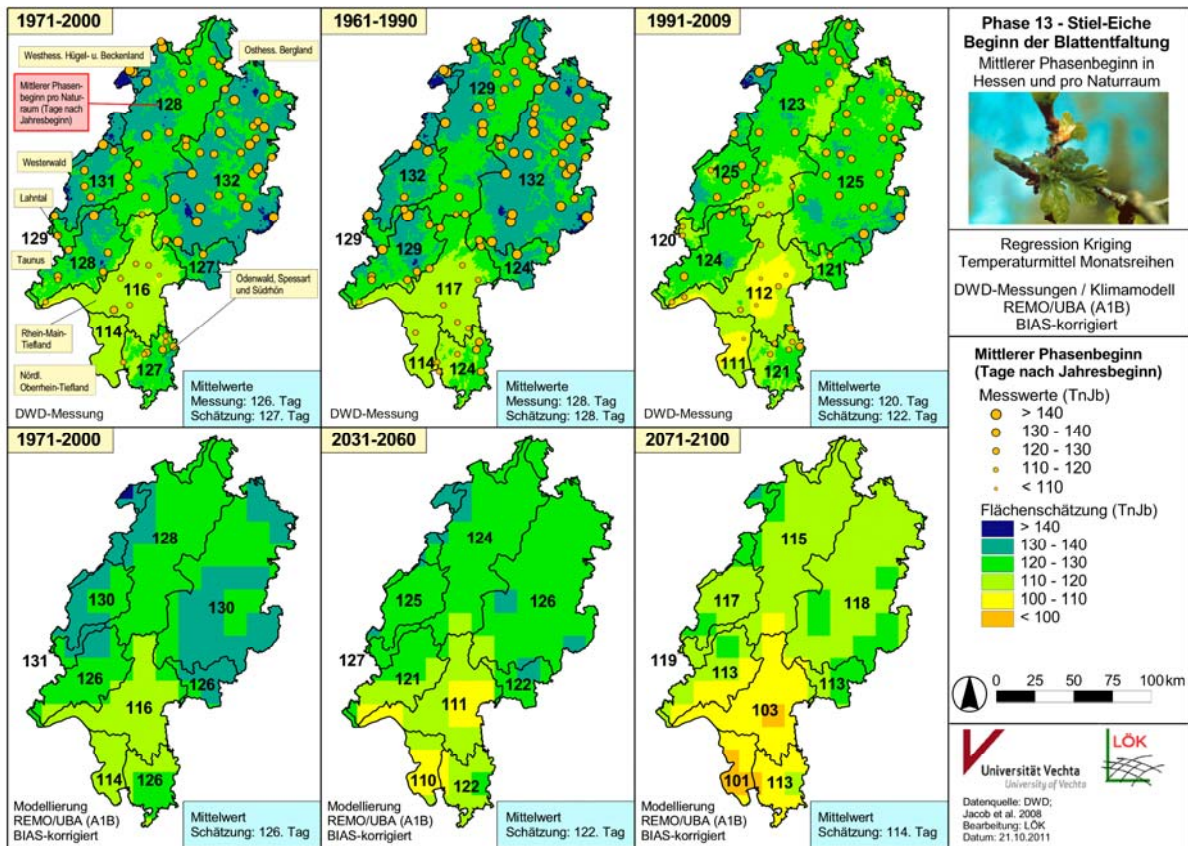 1971-2000
Westhess. Hügel- u. Beckenland
Osthess. Bergland
Mittlerer Phasen-
beginn pro Natur-
raum (Tage nach
Jahresbeginn)
128
Westerwald
131
132
Lahntal
129
Taunus
128
127
116
Odenwald, Spessart
und Südrhön
Rhein-Main-
Tiefland
114
127
Nördl.
Oberrhein-Tiefland
DWD-Messung
Mittelwerte
Messung: 126. Tag
Schätzung: 127. Tag
1961-1990
129
132
132
129
129
124
117
114
124
DWD-Messung
Mittelwerte
Messung: 128. Tag
Schätzung: 128. Tag
1991-2009
123
125
125
120
124
121
112
111
121
DWD-Messung
Mittelwerte
Messung: 120. Tag
Schätzung: 122. Tag
1971-2000
128
130
130
131
126
126
116
114
126
Modellierung
REMO/UBA (A1B)
BIAS-korrigiert
Mittelwert
Schätzung: 126. Tag
2031-2060
124
125
126
127
121
122
111
110
122
Modellierung
REMO/UBA (A1B)
BIAS-korrigiert
Mittelwert
Schätzung: 122. Tag
2071-2100
115
117
118
119
113
113
103
101
113
Modellierung
REMO/UBA (A1B)
BIAS-korrigiert
Mittelwert
Schätzung: 114. Tag
Phase 13 - Stiel-Eiche
Beginn der Blattentfaltung
Mittlerer Phasenbeginn in
Hessen und pro Naturraum
Regression Kriging
Temperaturmittel Monatsreihen
DWD-Messungen / Klimamodell
REMO/UBA (A1B)
BIAS-korrigiert
Mittlerer Phasenbeginn
(Tage nach Jahresbeginn)
Messwerte (TnJb)
> 140
130 - 140
120 - 130
110 - 120
< 110
Flächenschätzung (TnJb)
> 140
130 - 140
120 - 130
110 - 120
100 - 110
< 100
0 25 50 75 100 km
Universität Vechta
University of Vechta
LÖK
Datenquelle: DWD;
Jacob et al. 2008
Bearbeitung: LÖK
Datum: 21.10.2011